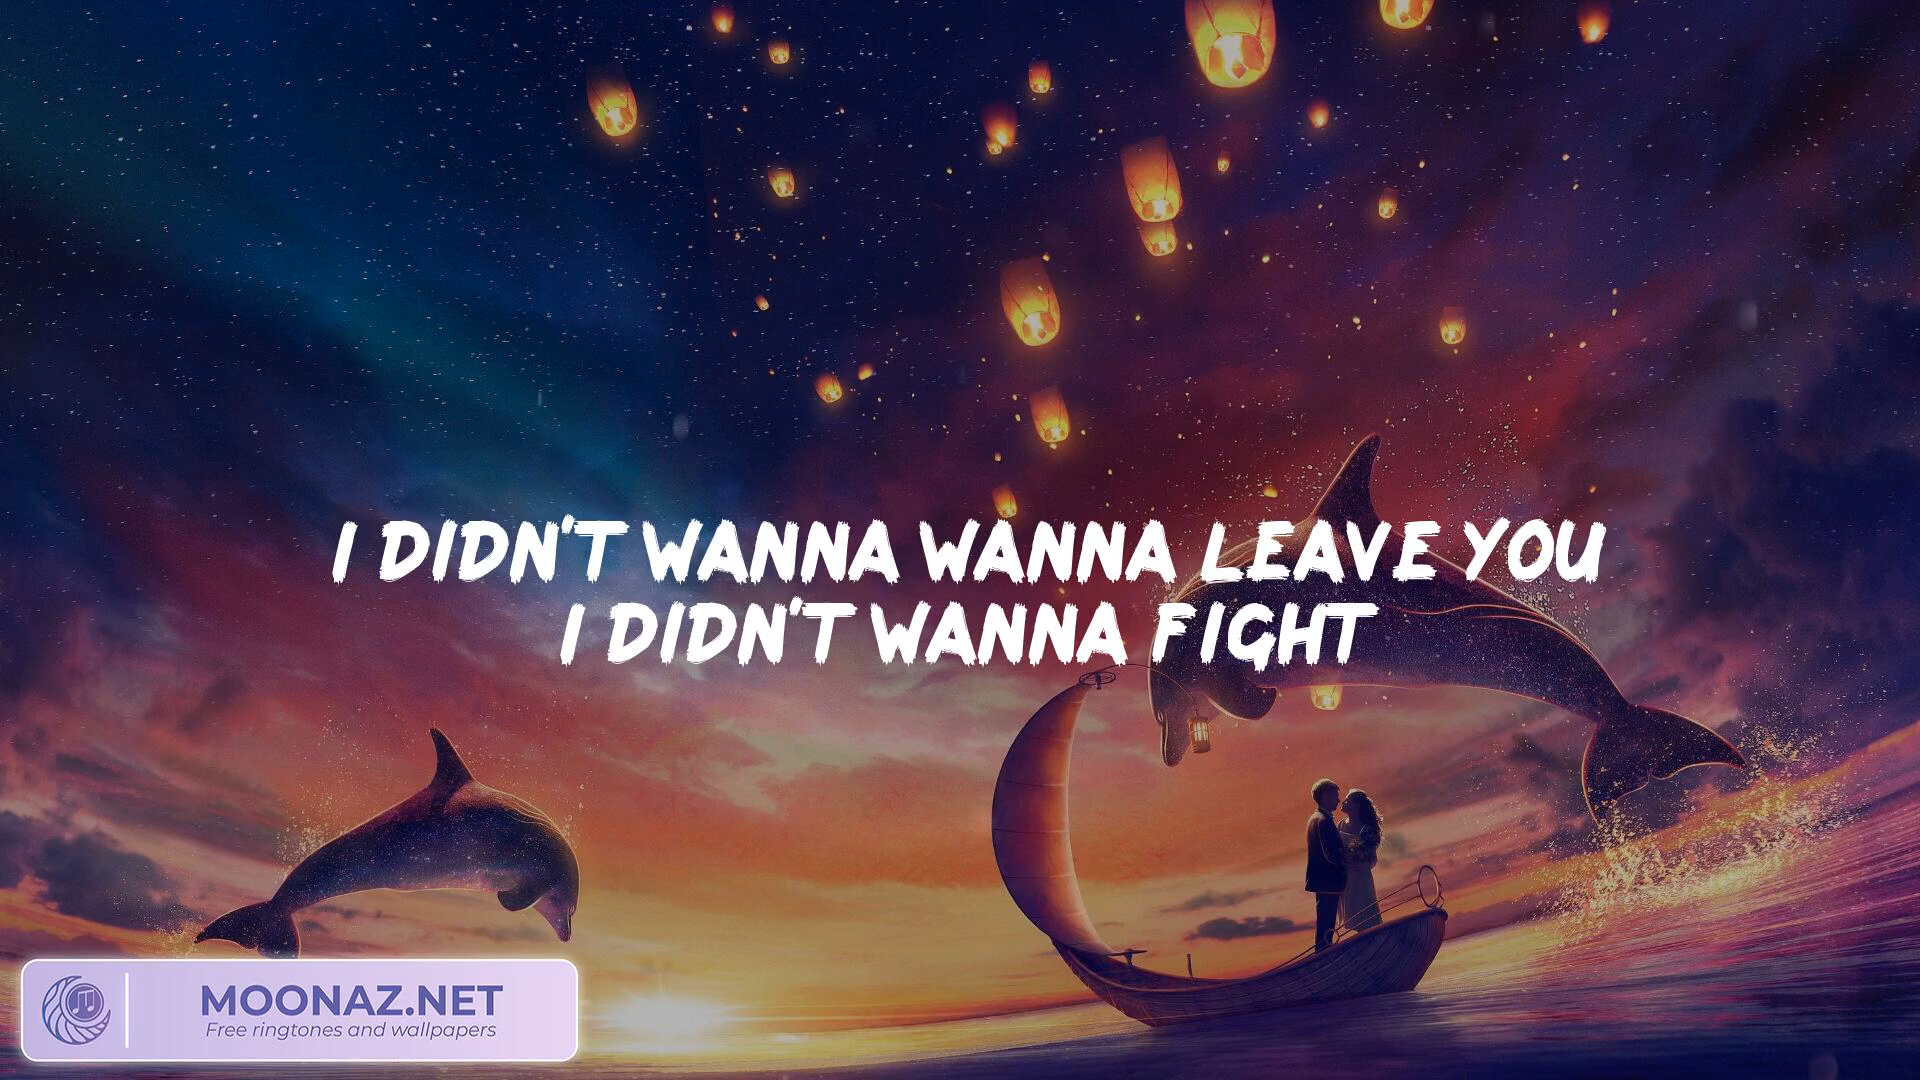 I DIDN'T WANNA WANNA LEAVE YOU
I DIDN'T WANNA FIGHT
MOONAZ.NET
Free ringtones and wallpapers